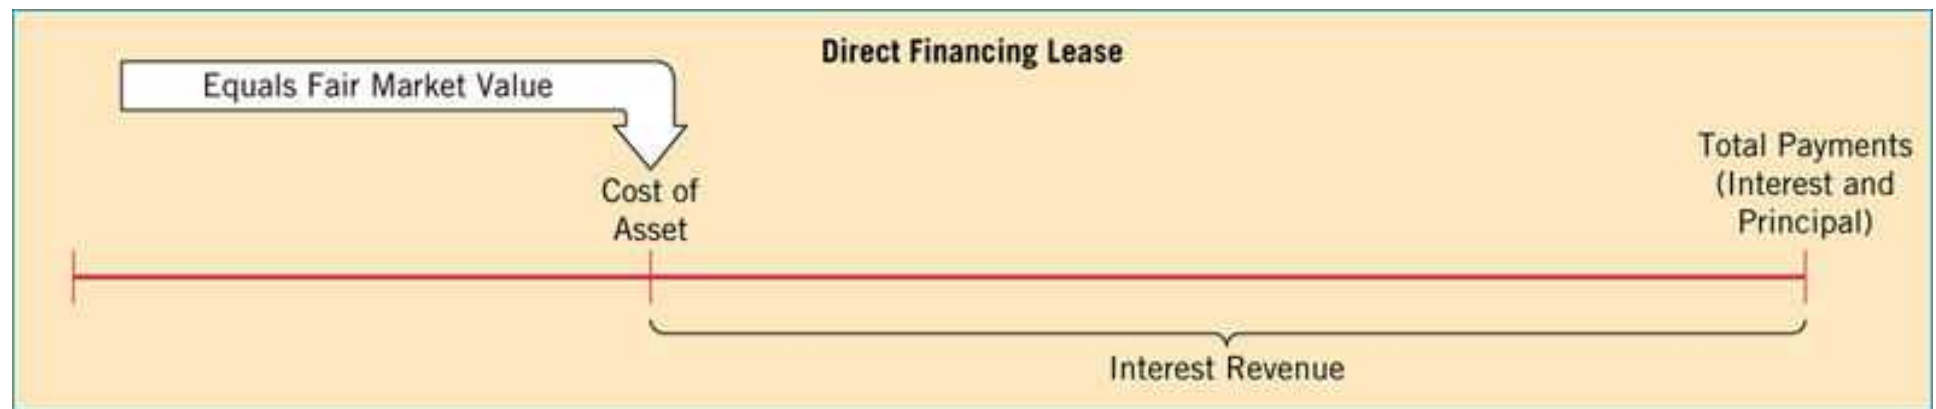 Direct Financing Lease
Equals Fair Market Value
Cost of
Asset
Total Payments
(Interest and
Principal)
Interest Revenue